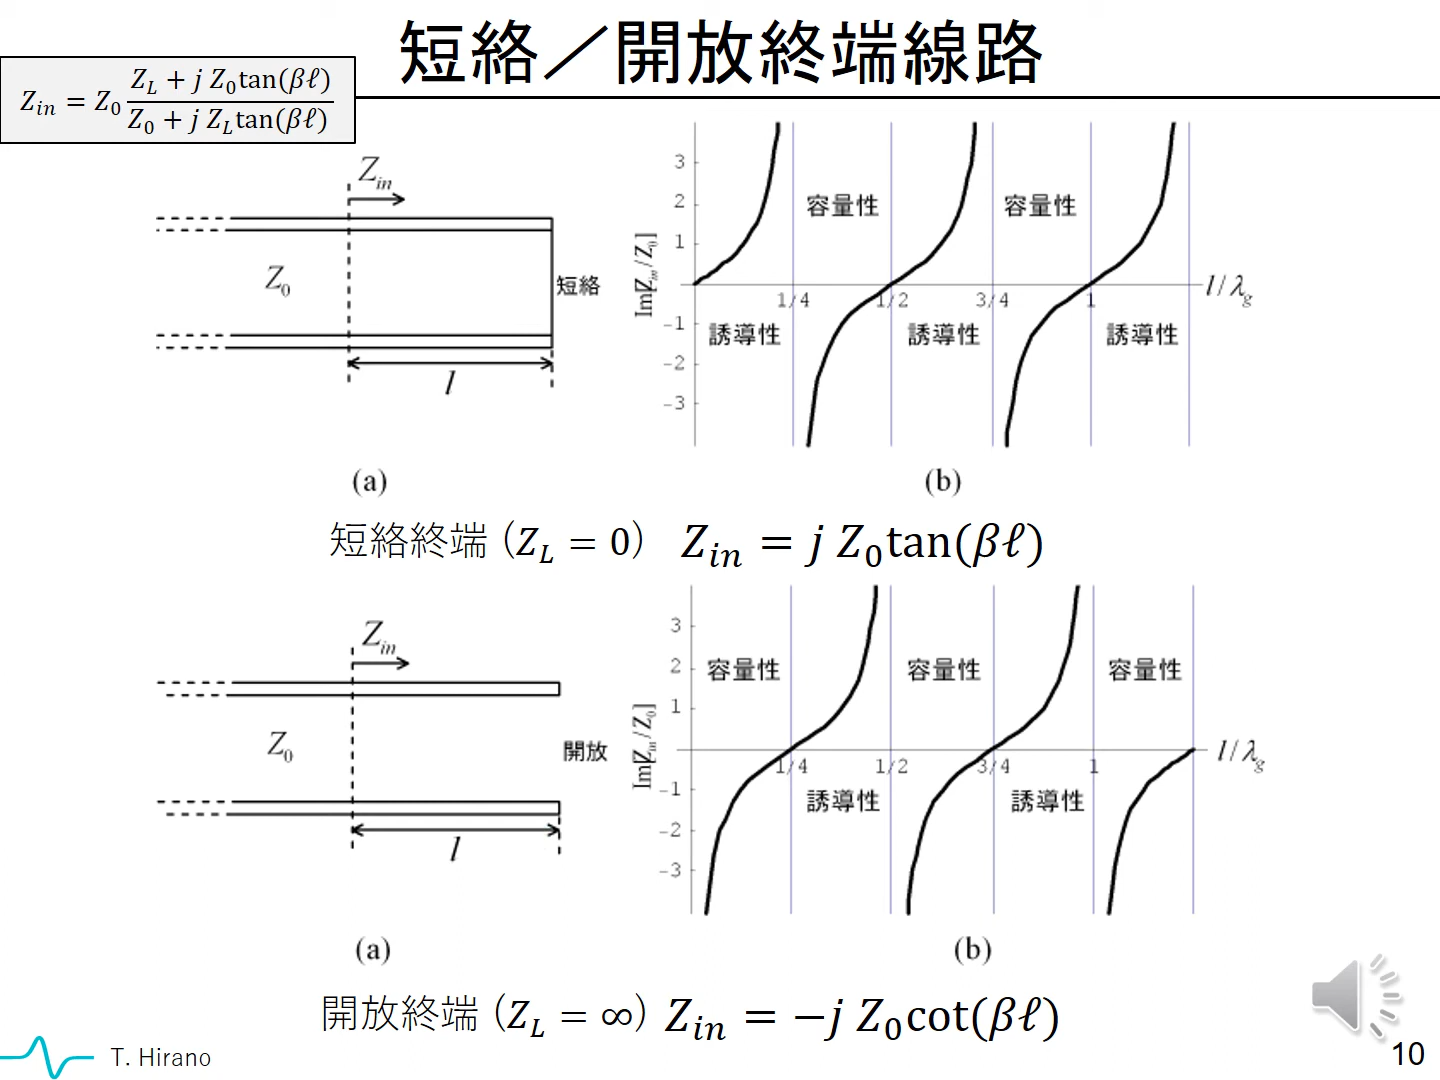 短絡／開放終端線路
Z_in = Z_0 (Z_L + j Z_0 tan(βℓ)) / (Z_0 + j Z_L tan(βℓ))
Z_in
Z_0
短絡
l
(a)
Im[Z_in/Z_0]
3
2
1
-1
-2
-3
容量性 容量性
1/4 1/2 3/4 1
l/λ_g
誘導性 誘導性 誘導性
(b)
短絡終端 (Z_L = 0) Z_in = j Z_0 tan(βℓ)
Z_in
Z_0
開放
l
(a)
Im[Z_in/Z_0]
3
2
1
-1
-2
-3
容量性 容量性 容量性
1/4 1/2 3/4 1
l/λ_g
誘導性 誘導性
(b)
開放終端 (Z_L = ∞) Z_in = −j Z_0 cot(βℓ)
T. Hirano
10